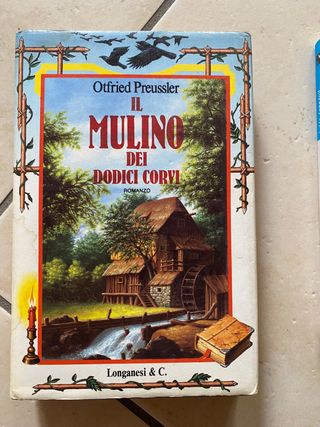 Otfried Preussler
IL
MULINO
DEI
DODICI CORVI
ROMANZO
Longanesi & C.